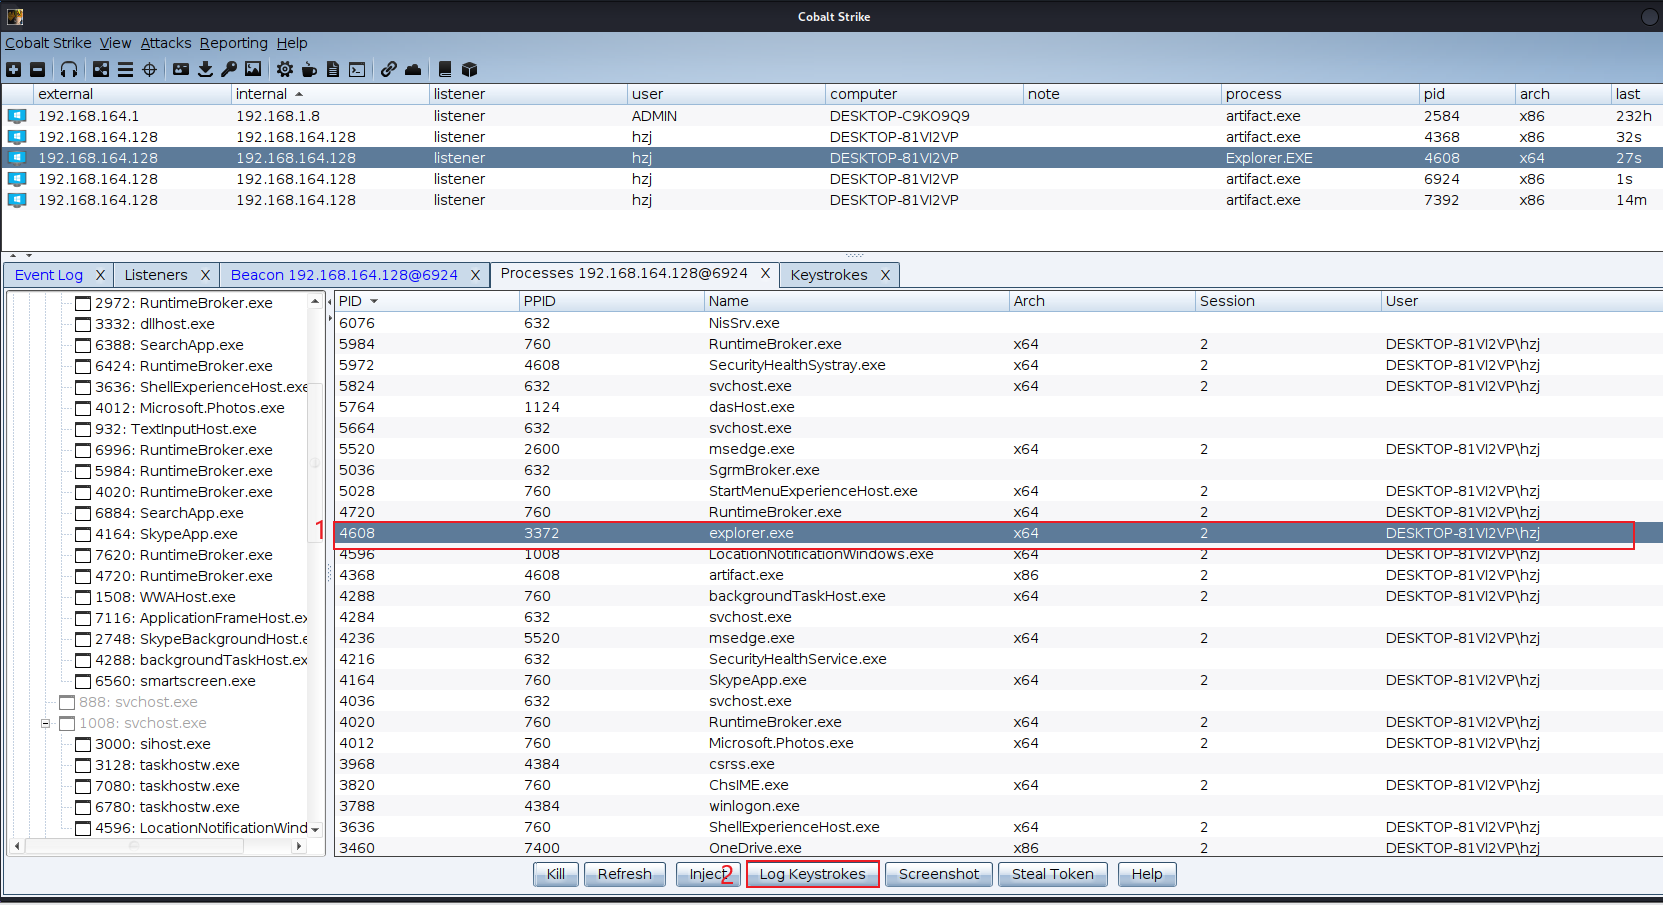 Cobalt Strike
Cobalt Strike View Attacks Reporting Help
external internal listener user computer note process pid arch last
192.168.164.1 192.168.1.8 listener ADMIN DESKTOP-C9KO9Q9 artifact.exe 2584 x86 232h
192.168.164.128 192.168.164.128 listener hzj DESKTOP-81VI2VP artifact.exe 4368 x86 32s
192.168.164.128 192.168.164.128 listener hzj DESKTOP-81VI2VP Explorer.EXE 4608 x64 27s
192.168.164.128 192.168.164.128 listener hzj DESKTOP-81VI2VP artifact.exe 6924 x86 1s
192.168.164.128 192.168.164.128 listener hzj DESKTOP-81VI2VP artifact.exe 7392 x86 14m
Event Log X Listeners X Beacon 192.168.164.128@6924 X Processes 192.168.164.128@6924 X Keystrokes X
2972: RuntimeBroker.exe
3332: dllhost.exe
6388: SearchApp.exe
6424: RuntimeBroker.exe
3636: ShellExperienceHost.exe
4012: Microsoft.Photos.exe
932: TextInputHost.exe
6996: RuntimeBroker.exe
5984: RuntimeBroker.exe
4020: RuntimeBroker.exe
6884: SearchApp.exe
4164: SkypeApp.exe
7620: RuntimeBroker.exe
4720: RuntimeBroker.exe
1508: WWAHost.exe
7116: ApplicationFrameHost.ex
2748: SkypeBackgroundHost.e
4288: backgroundTaskHost.ex
6560: smartscreen.exe
888: svchost.exe
1008: svchost.exe
3000: sihost.exe
3128: taskhostw.exe
7080: taskhostw.exe
6780: taskhostw.exe
4596: LocationNotificationWind
PID PPID Name Arch Session User
6076 632 NisSrv.exe
5984 760 RuntimeBroker.exe x64 2 DESKTOP-81VI2VP\hzj
5972 4608 SecurityHealthSystray.exe x64 2 DESKTOP-81VI2VP\hzj
5824 632 svchost.exe x64 2 DESKTOP-81VI2VP\hzj
5764 1124 dasHost.exe
5664 632 svchost.exe
5520 2600 msedge.exe x64 2 DESKTOP-81VI2VP\hzj
5036 632 SgrmBroker.exe
5028 760 StartMenuExperienceHost.exe x64 2 DESKTOP-81VI2VP\hzj
4720 760 RuntimeBroker.exe x64 2 DESKTOP-81VI2VP\hzj
1 4608 3372 explorer.exe x64 2 DESKTOP-81VI2VP\hzj
4596 1008 LocationNotificationWindows.exe x64 2 DESKTOP-81VI2VP\hzj
4368 4608 artifact.exe x86 2 DESKTOP-81VI2VP\hzj
4288 760 backgroundTaskHost.exe x64 2 DESKTOP-81VI2VP\hzj
4284 632 svchost.exe
4236 5520 msedge.exe x64 2 DESKTOP-81VI2VP\hzj
4216 632 SecurityHealthService.exe
4164 760 SkypeApp.exe x64 2 DESKTOP-81VI2VP\hzj
4036 632 svchost.exe
4020 760 RuntimeBroker.exe x64 2 DESKTOP-81VI2VP\hzj
4012 760 Microsoft.Photos.exe x64 2 DESKTOP-81VI2VP\hzj
3968 4384 csrss.exe
3820 760 ChsIME.exe x64 2 DESKTOP-81VI2VP\hzj
3788 4384 winlogon.exe
3636 760 ShellExperienceHost.exe x64 2 DESKTOP-81VI2VP\hzj
3460 7400 OneDrive.exe x86 2 DESKTOP-81VI2VP\hzj
Kill Refresh Inject 2 Log Keystrokes Screenshot Steal Token Help